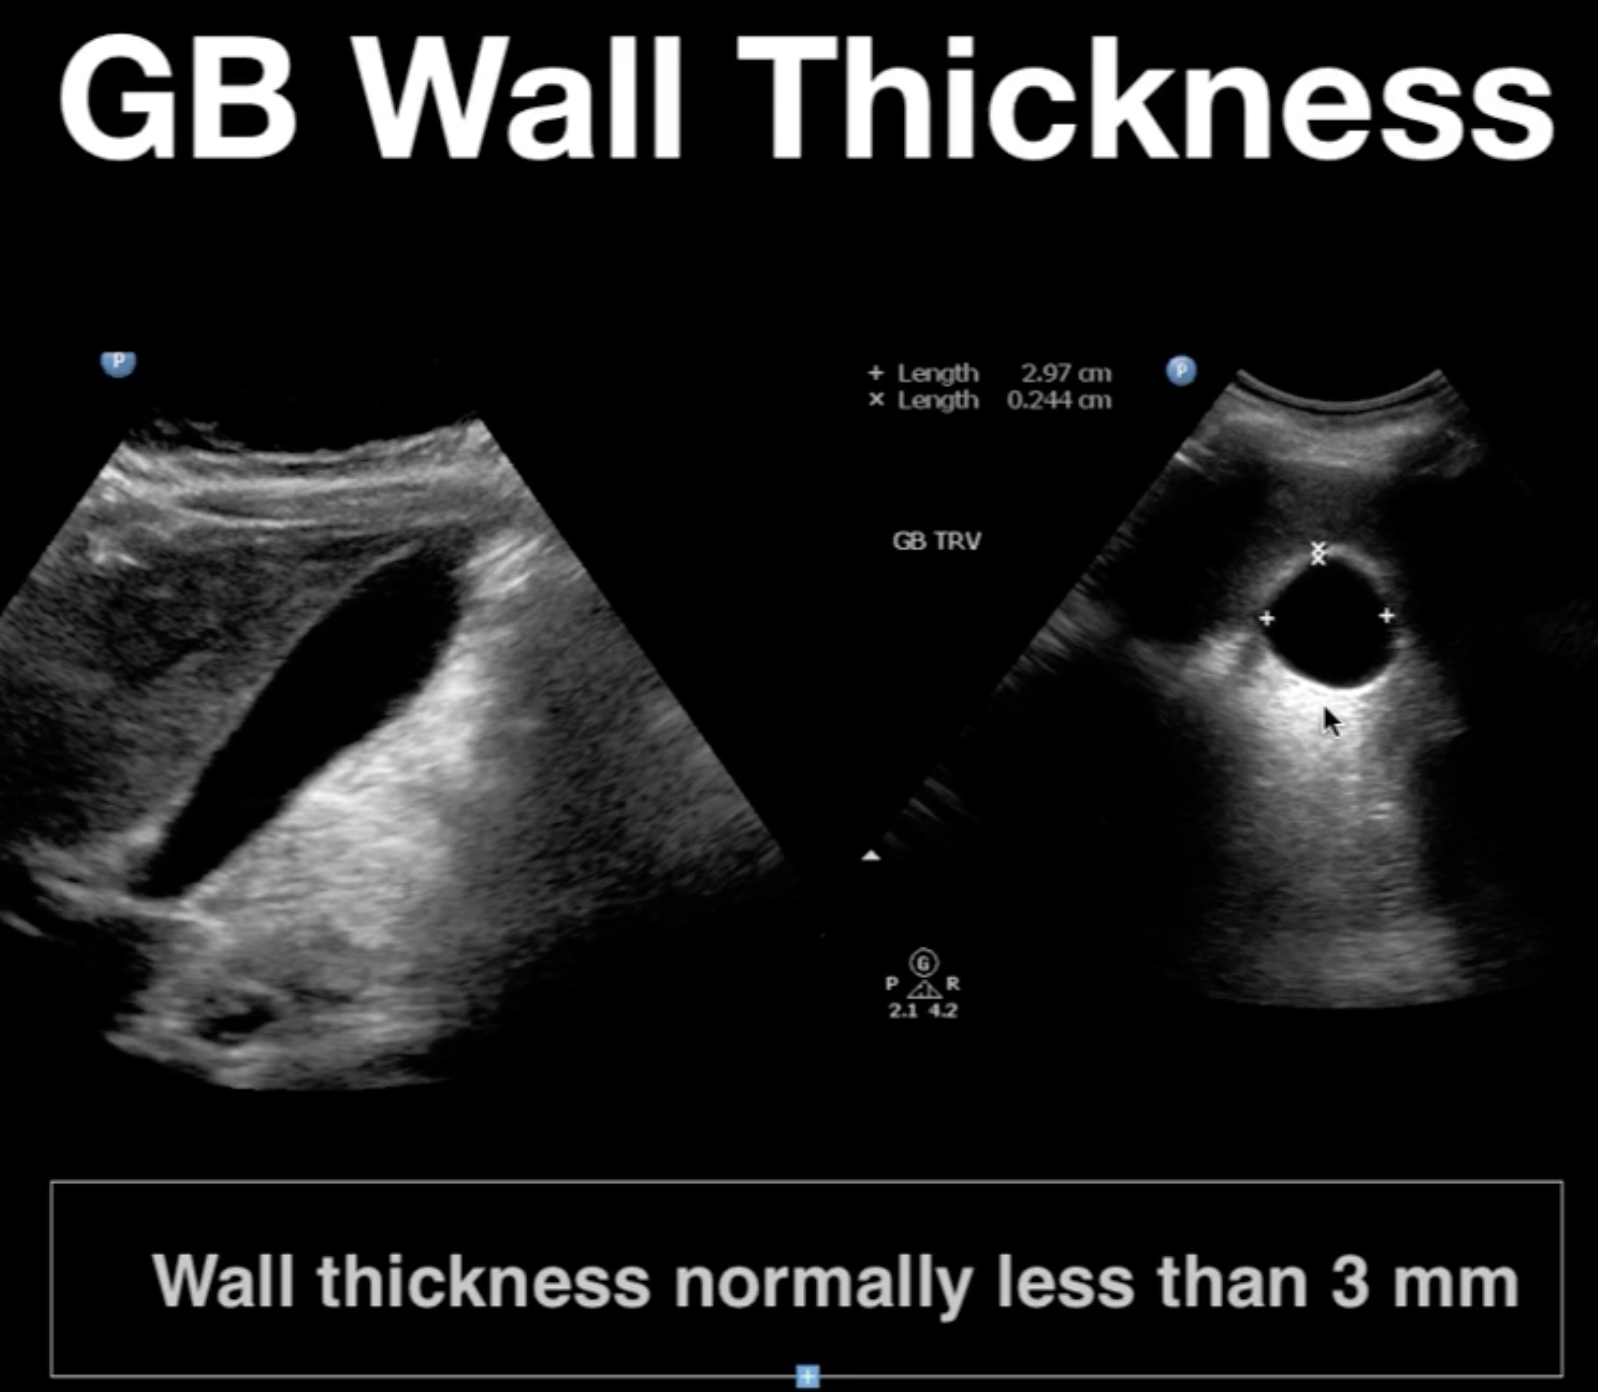 GB Wall Thickness
P
+ Length 2.97 cm
× Length 0.244 cm
P
GB TRV
G
P R
2.1 4.2
Wall thickness normally less than 3 mm